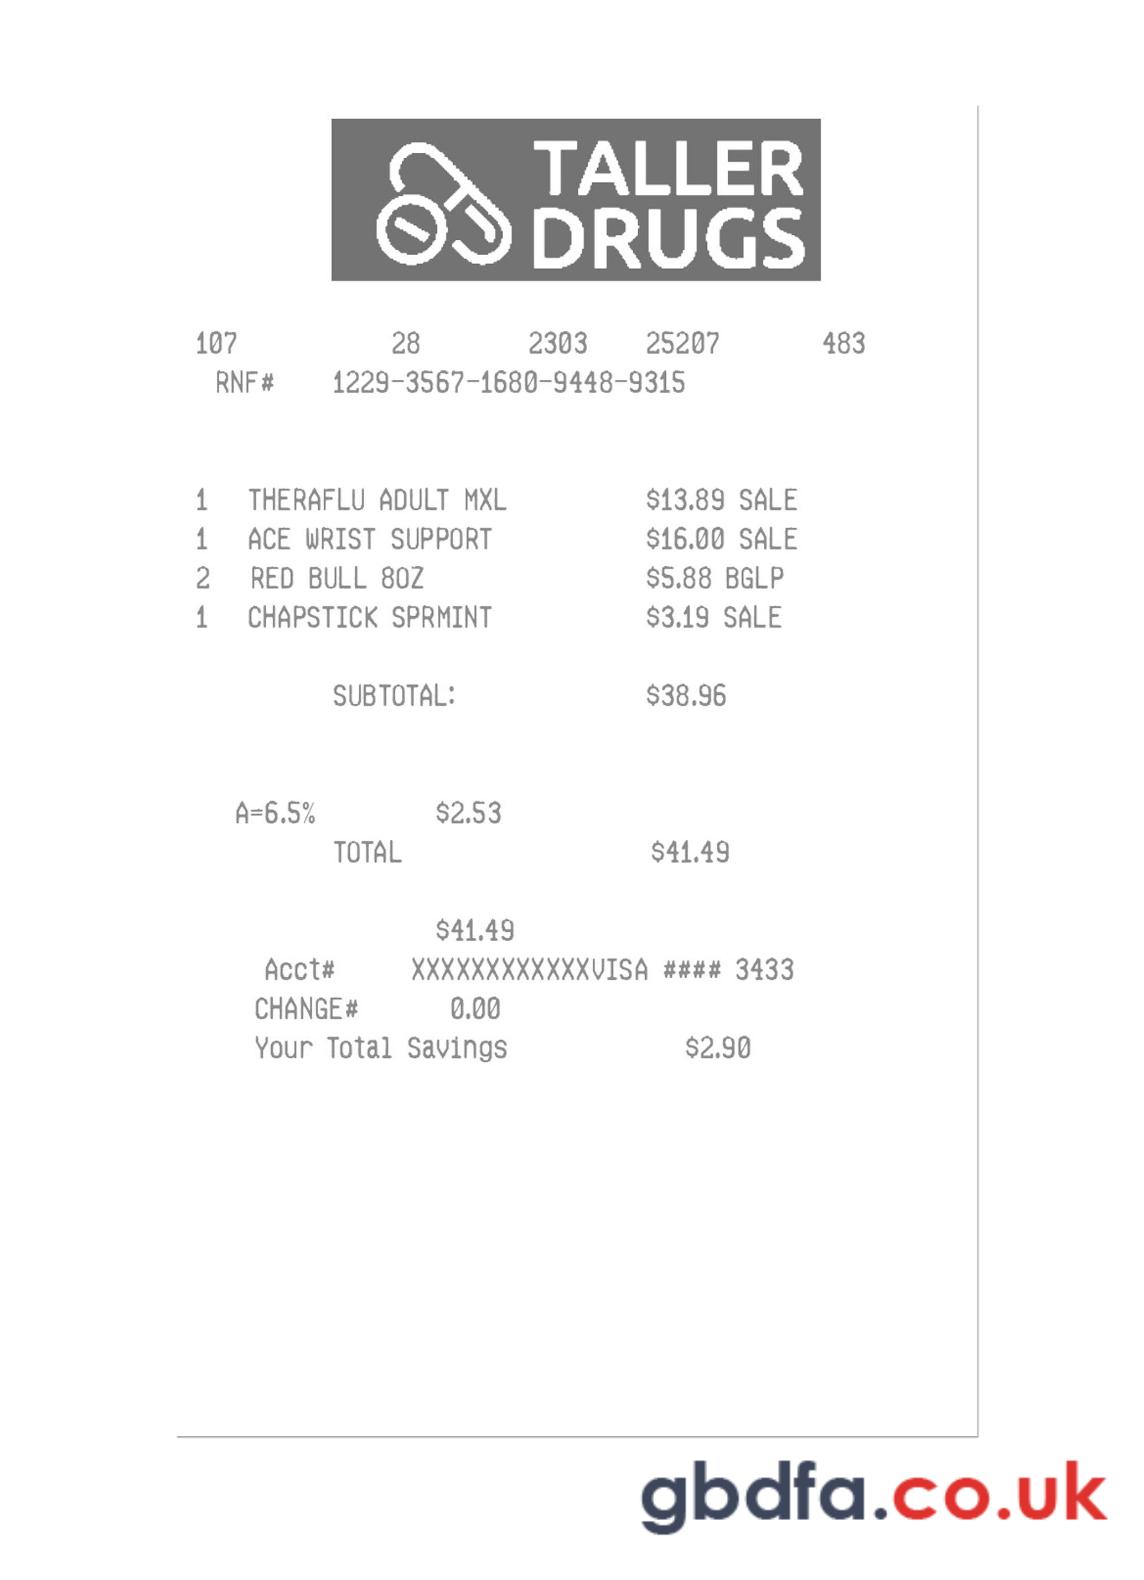 TALLER
DRUGS
107 28 2303 25207 483
RNF# 1229-3567-1680-9448-9315
1 THERAFLU ADULT MXL $13.89 SALE
1 ACE WRIST SUPPORT $16.00 SALE
2 RED BULL 8OZ $5.88 BGLP
1 CHAPSTICK SPRMINT $3.19 SALE
SUBTOTAL: $38.96
A=6.5% $2.53
TOTAL $41.49
$41.49
Acct# XXXXXXXXXXXXVISA #### 3433
CHANGE# 0.00
Your Total Savings $2.90
gbdfa.co.uk